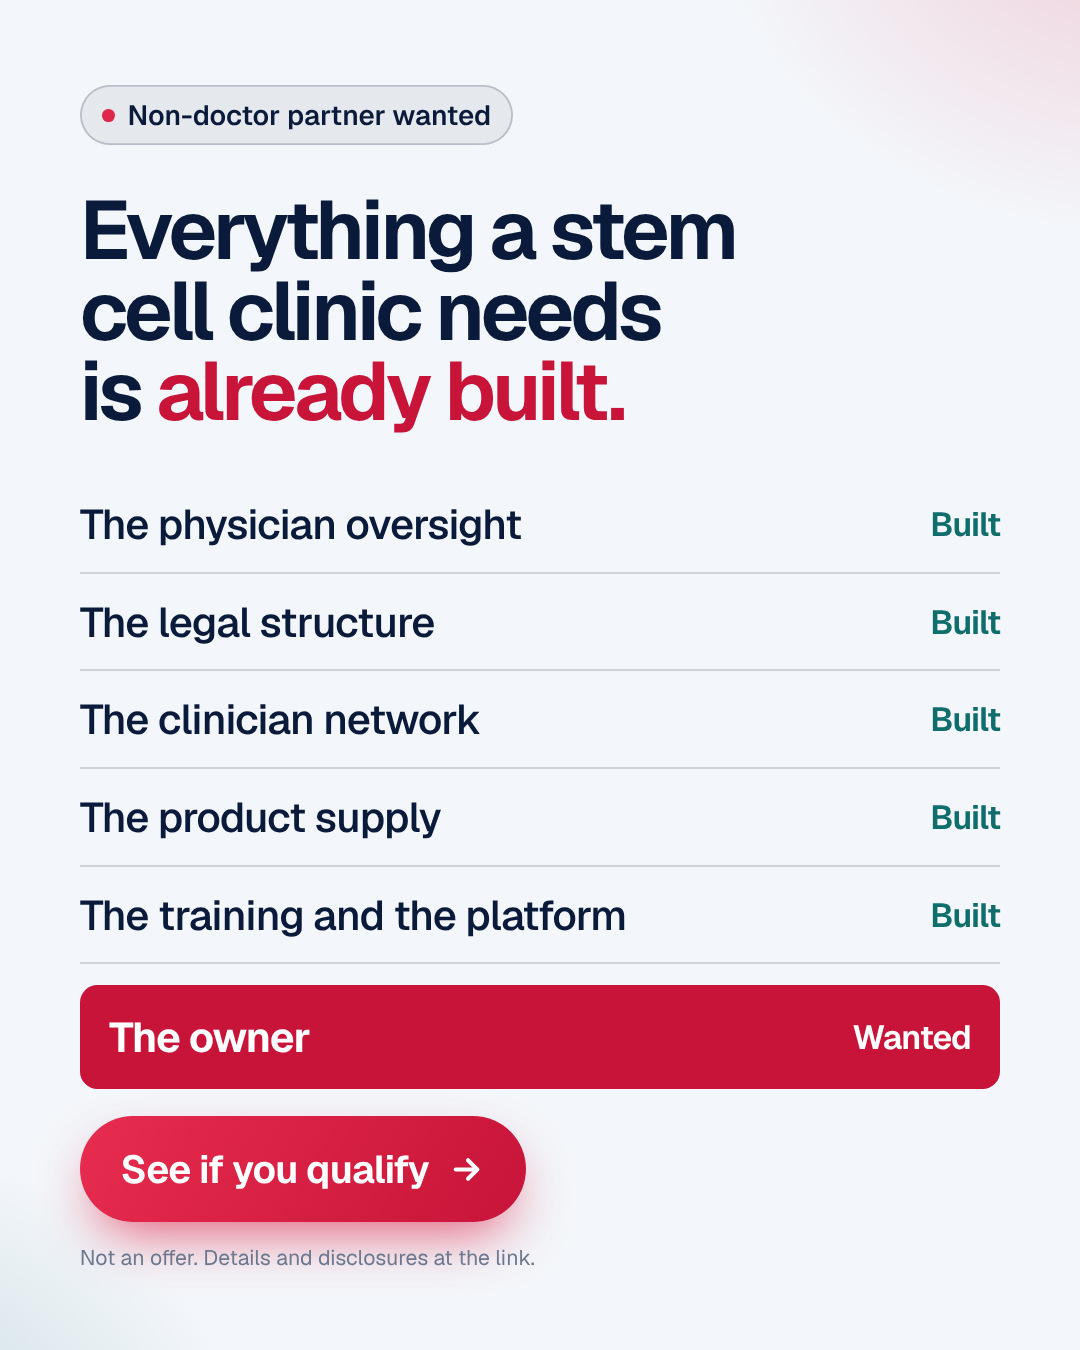 Non-doctor partner wanted
Everything a stem
cell clinic needs
is already built.
The physician oversight Built
The legal structure Built
The clinician network Built
The product supply Built
The training and the platform Built
The owner Wanted
See if you qualify →
Not an offer. Details and disclosures at the link.